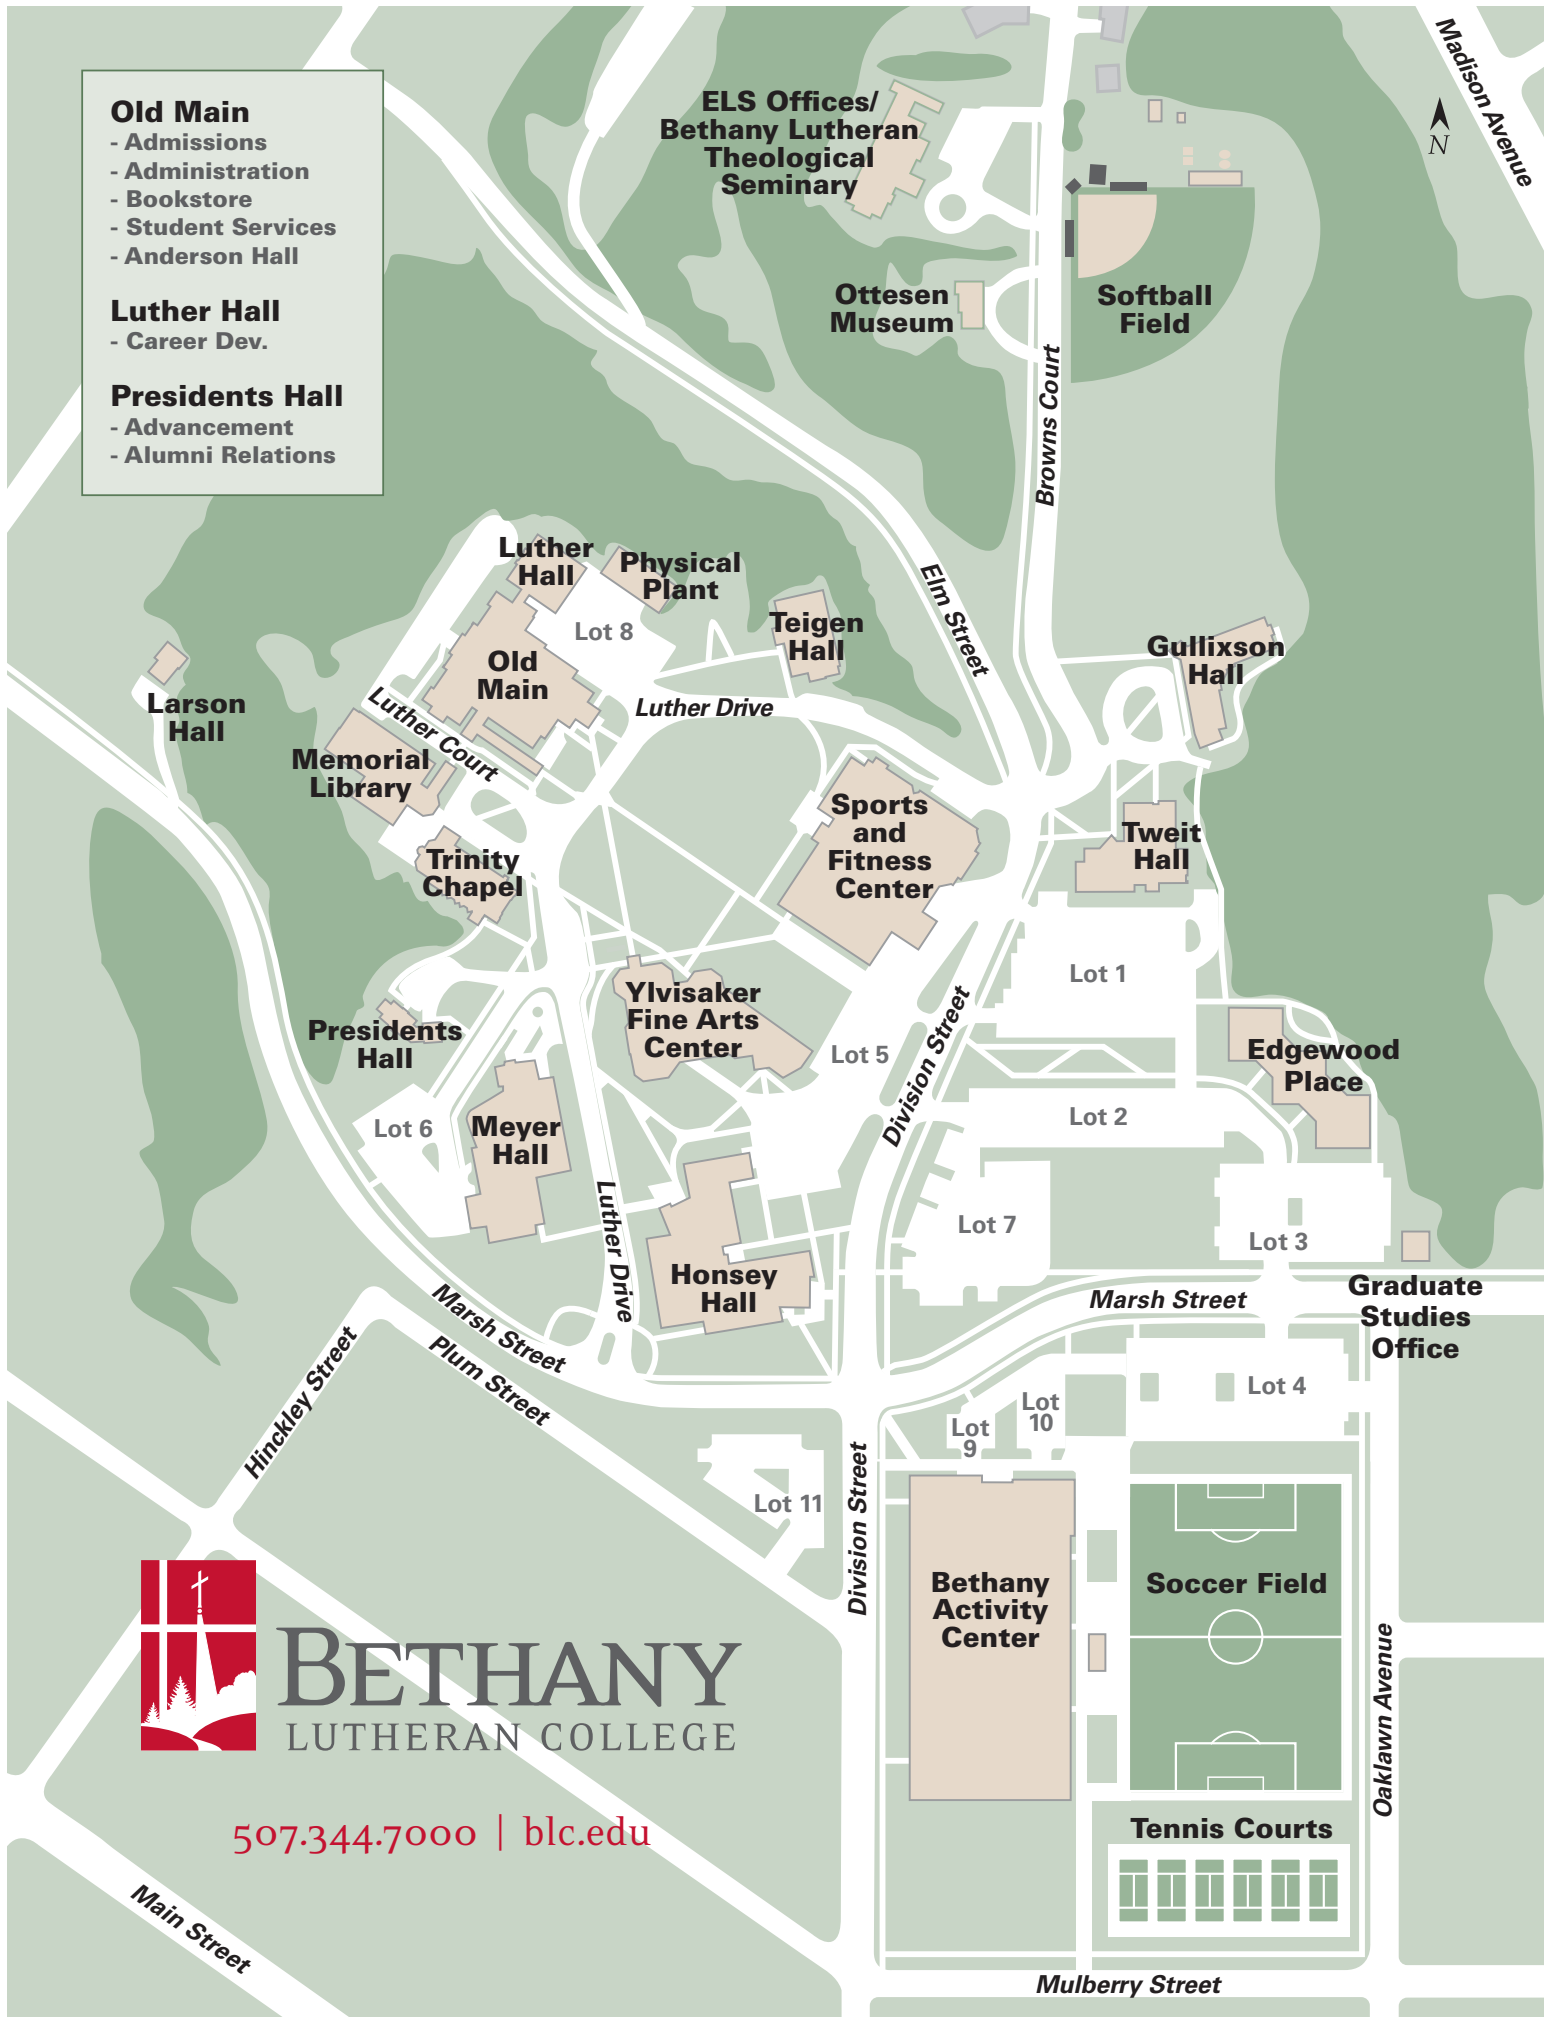 Old Main
- Admissions
- Administration
- Bookstore
- Student Services
- Anderson Hall
Luther Hall
- Career Dev.
Presidents Hall
- Advancement
- Alumni Relations
ELS Offices/
Bethany Lutheran
Theological
Seminary
Madison Avenue
N
Ottesen
Museum
Softball
Field
Browns Court
Elm Street
Luther
Hall
Physical
Plant
Lot 8
Teigen
Hall
Gullixson
Hall
Old
Main
Luther Drive
Luther Court
Larson
Hall
Memorial
Library
Sports
and
Fitness
Center
Tweit
Hall
Trinity
Chapel
Lot 1
Ylvisaker
Fine Arts
Center
Presidents
Hall
Lot 5
Division Street
Edgewood
Place
Lot 6
Meyer
Hall
Lot 2
Luther Drive
Lot 7
Lot 3
Honsey
Hall
Graduate
Studies
Office
Marsh Street
Marsh Street
Plum Street
Hinckley Street
Lot 4
Lot
10
Lot
9
Lot 11
Division Street
Bethany
Activity
Center
Soccer Field
Oaklawn Avenue
BETHANY
LUTHERAN COLLEGE
507.344.7000 | blc.edu
Tennis Courts
Main Street
Mulberry Street